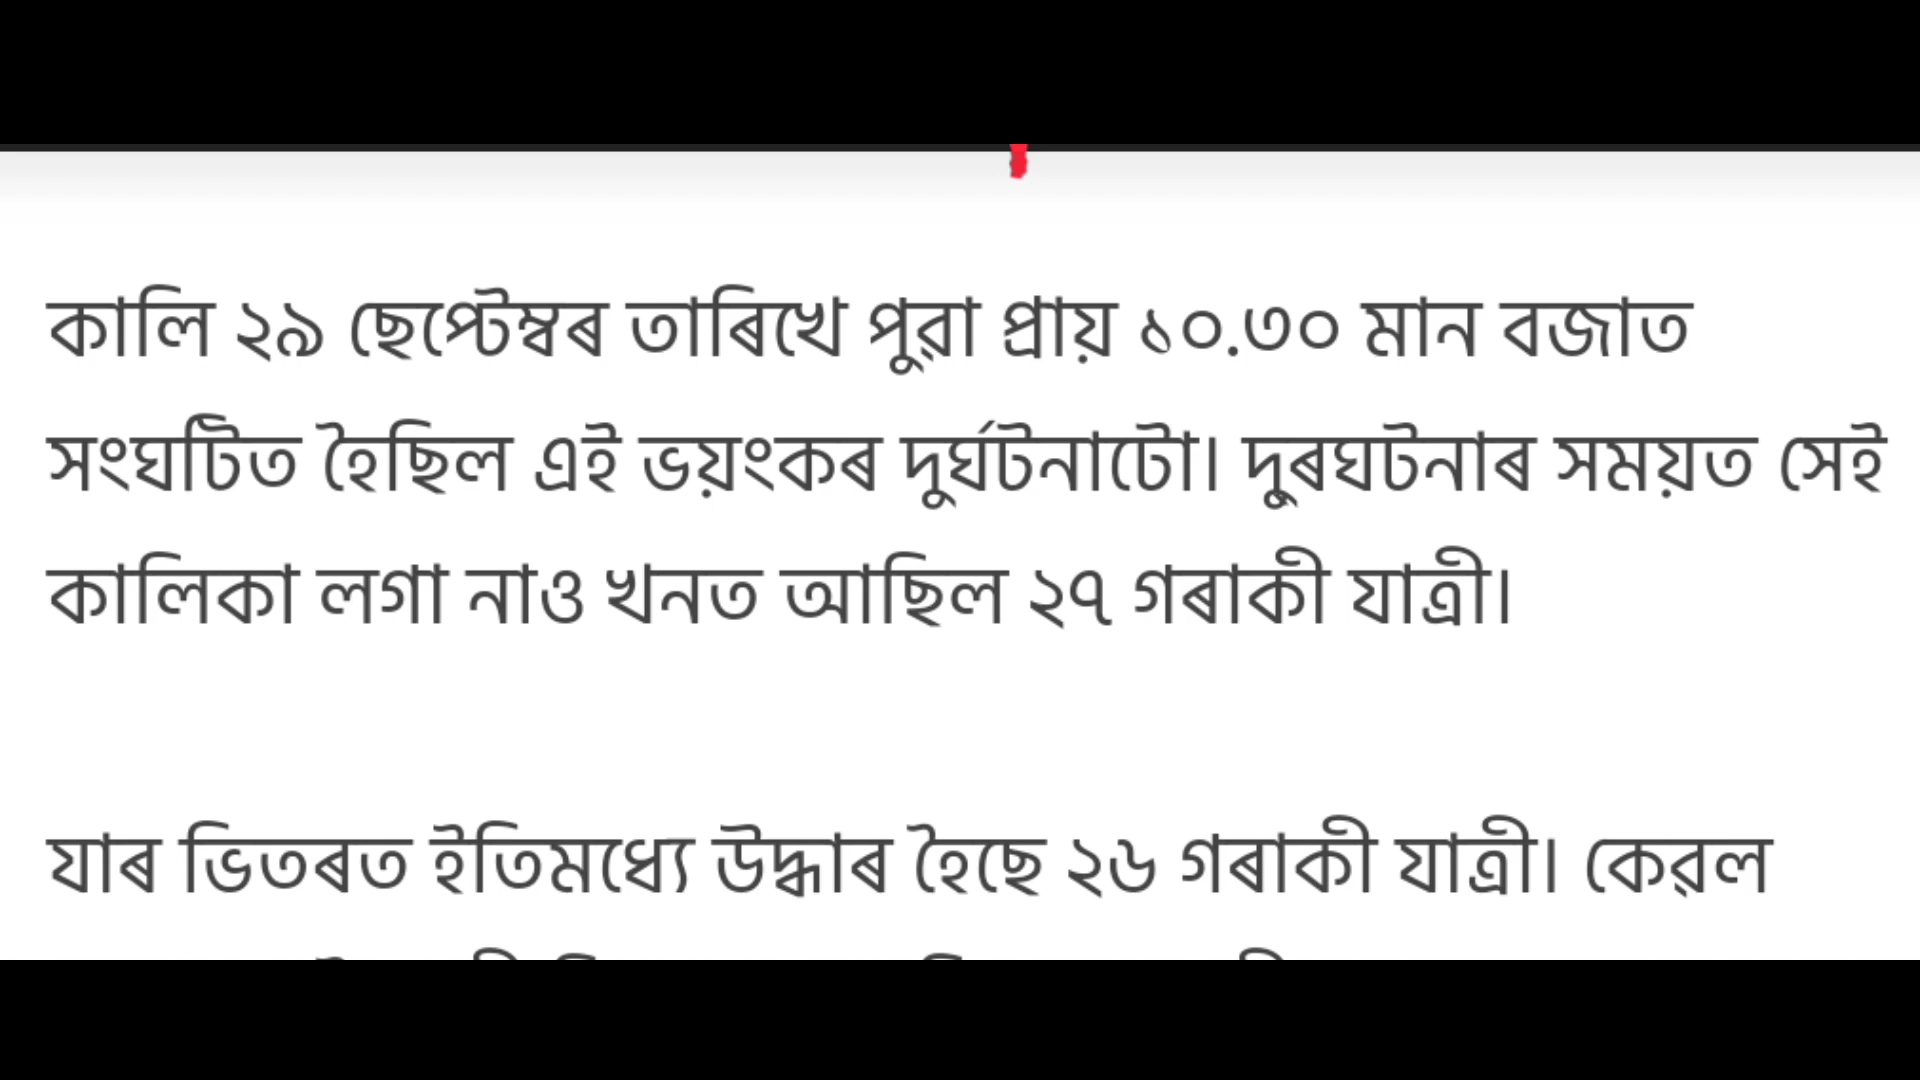 কালি ২৯ ছেপ্টেম্বৰ তাৰিখে পুৱা প্ৰায় ১০.৩০ মান বজাত
সংঘটিত হৈছিল এই ভয়ংকৰ দুৰ্ঘটনাটো। দুৰঘটনাৰ সময়ত সেই
কালিকা লগা নাও খনত আছিল ২৭ গৰাকী যাত্ৰী।
যাৰ ভিতৰত ইতিমধ্যে উদ্ধাৰ হৈছে ২৬ গৰাকী যাত্ৰী। কেৱল